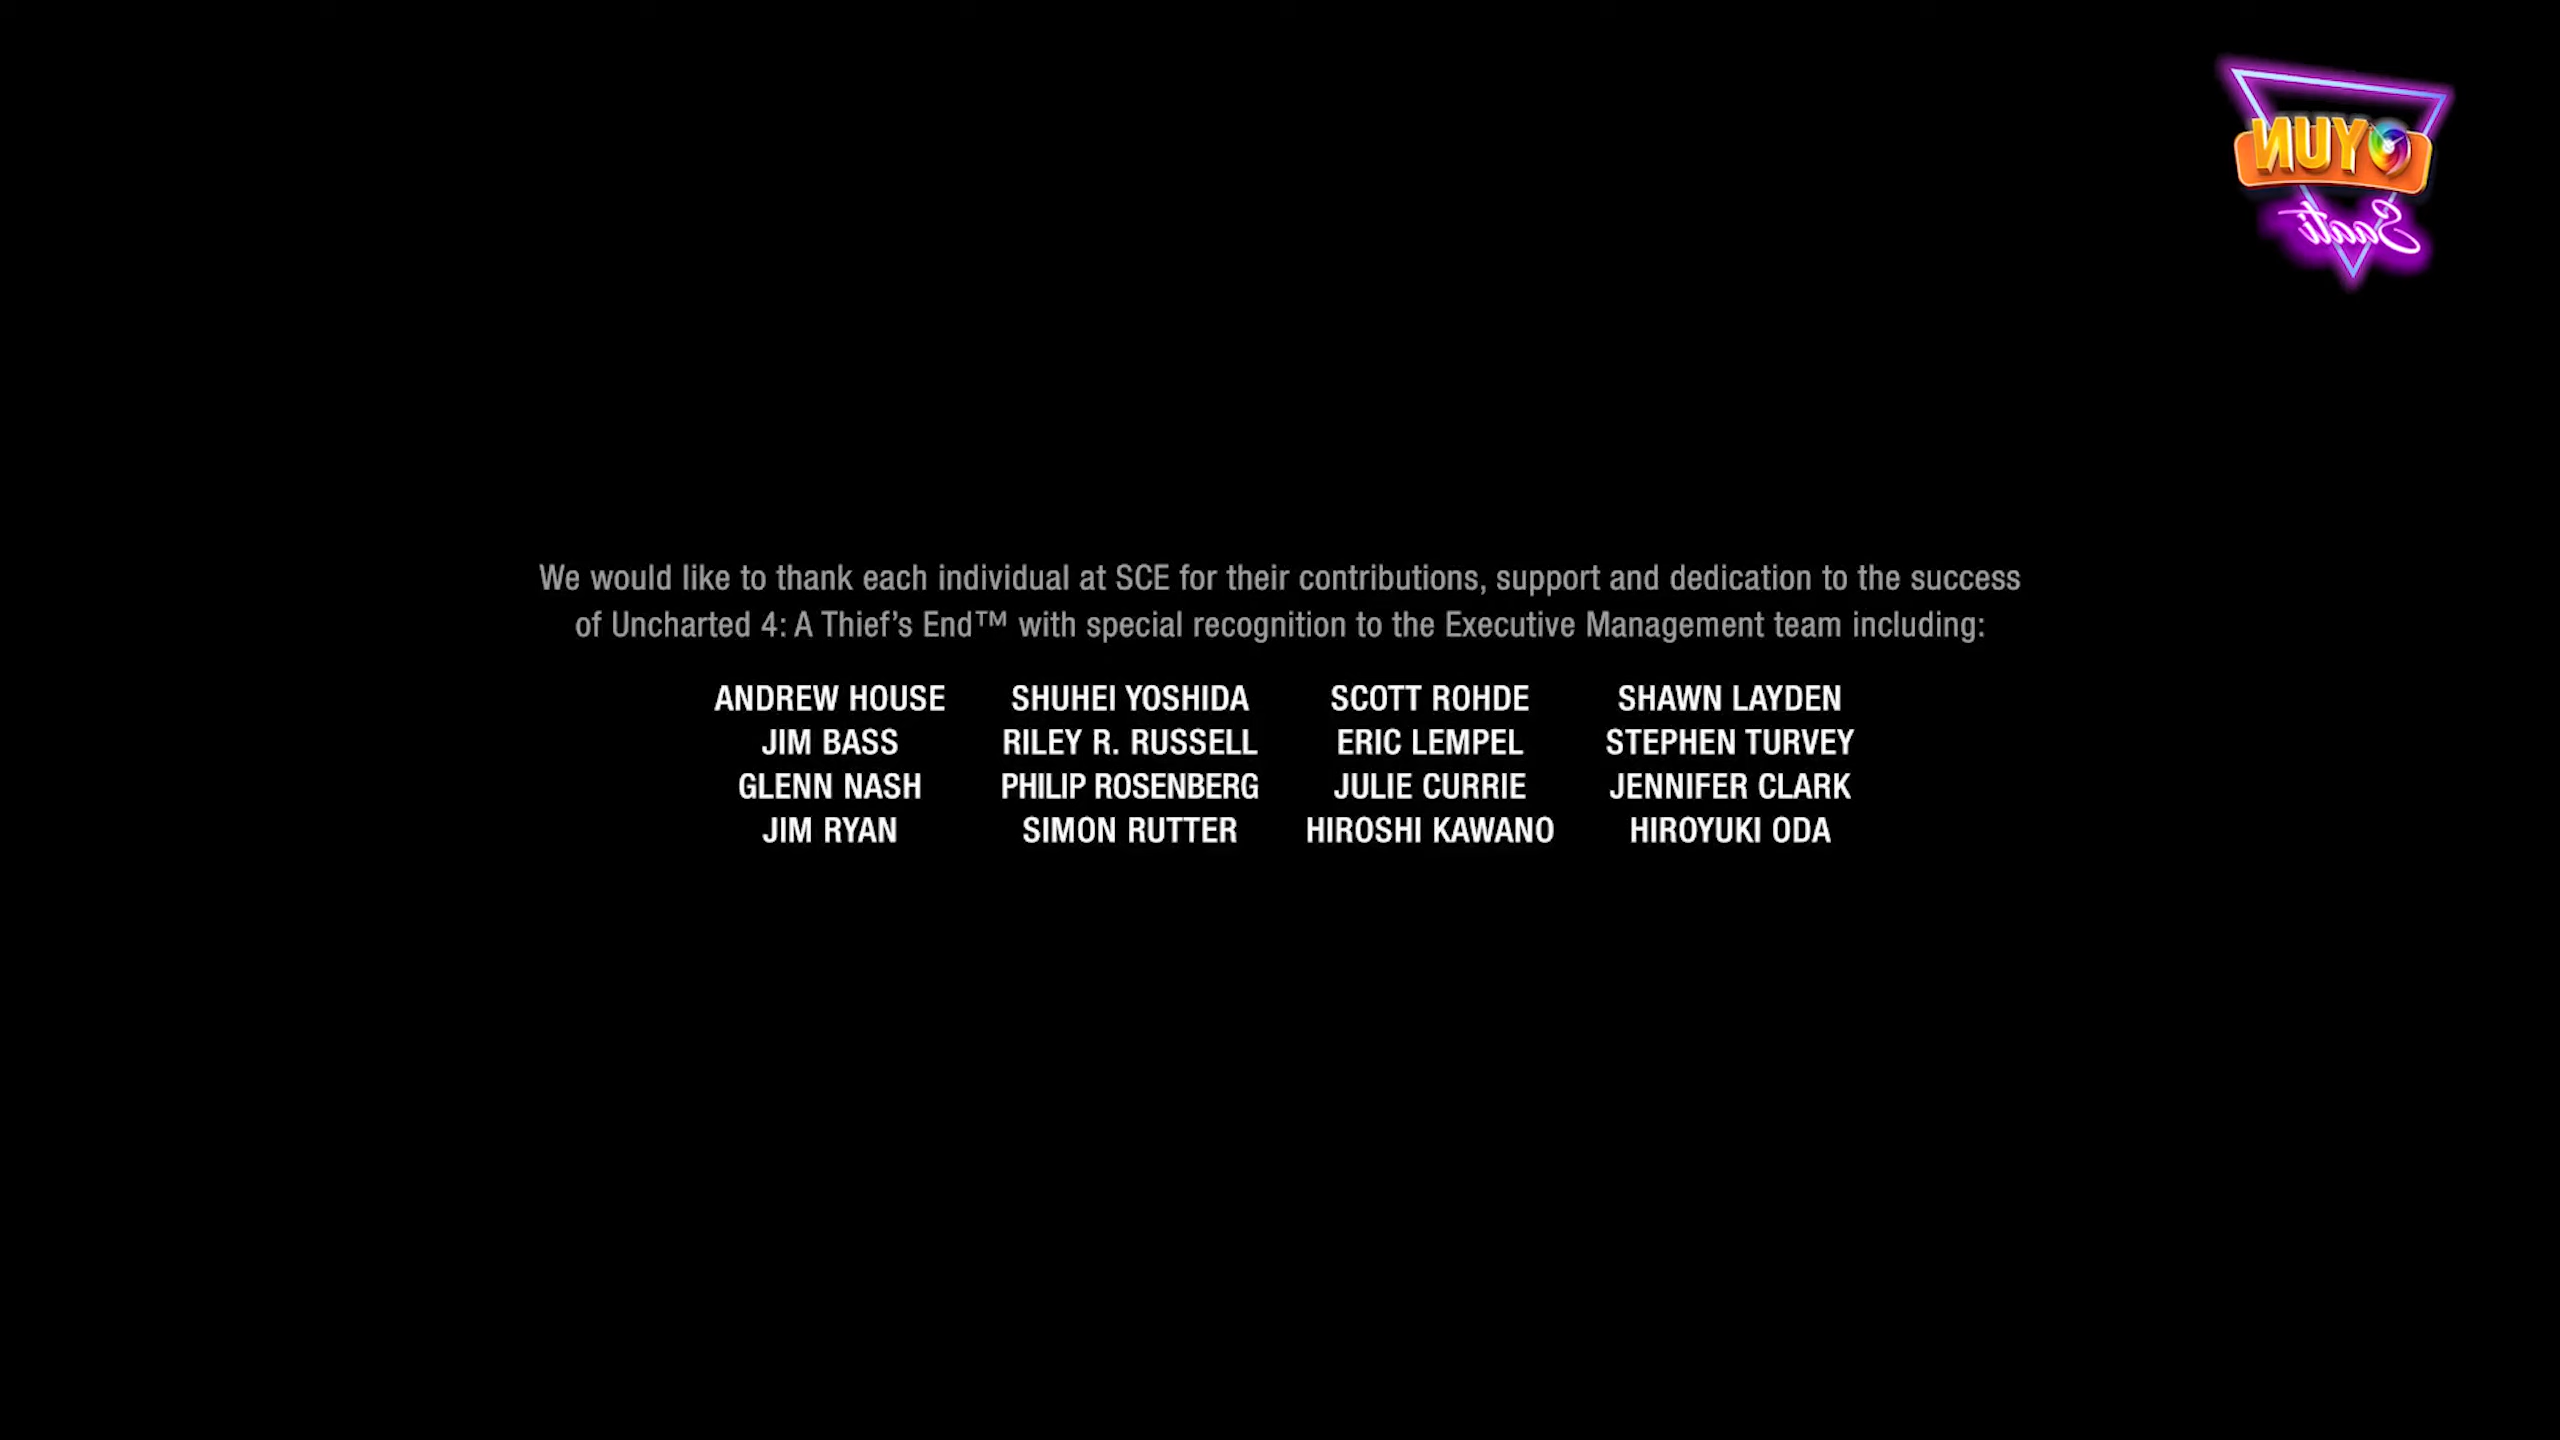 OYUN
Saati
We would like to thank each individual at SCE for their contributions, support and dedication to the success
of Uncharted 4: A Thief’s End™ with special recognition to the Executive Management team including:
ANDREW HOUSE SHUHEI YOSHIDA SCOTT ROHDE SHAWN LAYDEN
JIM BASS RILEY R. RUSSELL ERIC LEMPEL STEPHEN TURVEY
GLENN NASH PHILIP ROSENBERG JULIE CURRIE JENNIFER CLARK
JIM RYAN SIMON RUTTER HIROSHI KAWANO HIROYUKI ODA